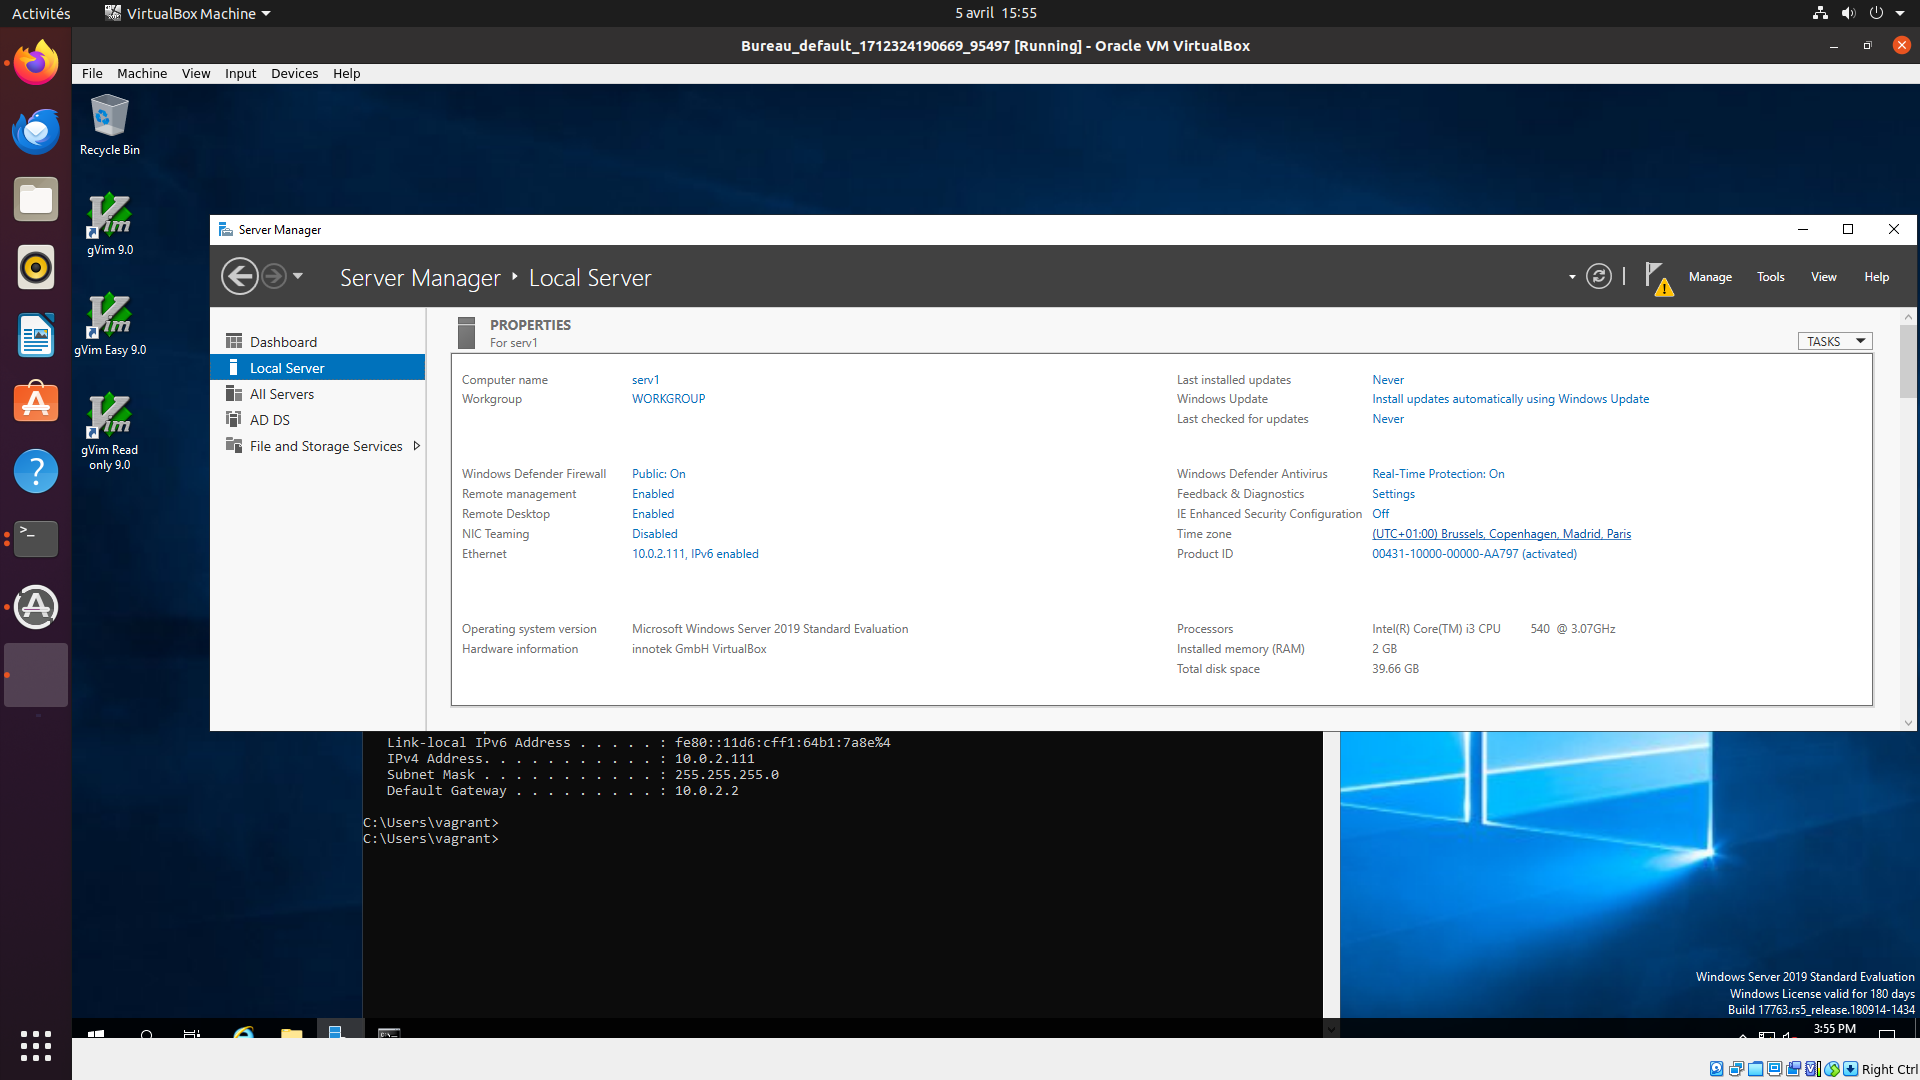 Activités
VirtualBox Machine
5 avril 15:55
Bureau_default_1712324190669_95497 [Running] - Oracle VM VirtualBox
File Machine View Input Devices Help
Recycle Bin
gVim 9.0
gVim Easy 9.0
gVim Read
only 9.0
Server Manager
Server Manager ‣ Local Server
Manage Tools View Help
Dashboard
Local Server
All Servers
AD DS
File and Storage Services
PROPERTIES
For serv1
TASKS
Computer name serv1
Workgroup WORKGROUP
Last installed updates Never
Windows Update Install updates automatically using Windows Update
Last checked for updates Never
Windows Defender Firewall Public: On
Remote management Enabled
Remote Desktop Enabled
NIC Teaming Disabled
Ethernet 10.0.2.111, IPv6 enabled
Windows Defender Antivirus Real-Time Protection: On
Feedback & Diagnostics Settings
IE Enhanced Security Configuration Off
Time zone (UTC+01:00) Brussels, Copenhagen, Madrid, Paris
Product ID 00431-10000-00000-AA797 (activated)
Operating system version Microsoft Windows Server 2019 Standard Evaluation
Hardware information innotek GmbH VirtualBox
Processors Intel(R) Core(TM) i3 CPU 540 @ 3.07GHz
Installed memory (RAM) 2 GB
Total disk space 39.66 GB
Link-local IPv6 Address . . . . . : fe80::11d6:cff1:64b1:7a8e%4
IPv4 Address. . . . . . . . . . . : 10.0.2.111
Subnet Mask . . . . . . . . . . . : 255.255.255.0
Default Gateway . . . . . . . . . : 10.0.2.2
C:\Users\vagrant>
C:\Users\vagrant>
Windows Server 2019 Standard Evaluation
Windows License valid for 180 days
Build 17763.rs5_release.180914-1434
3:55 PM
Right Ctrl